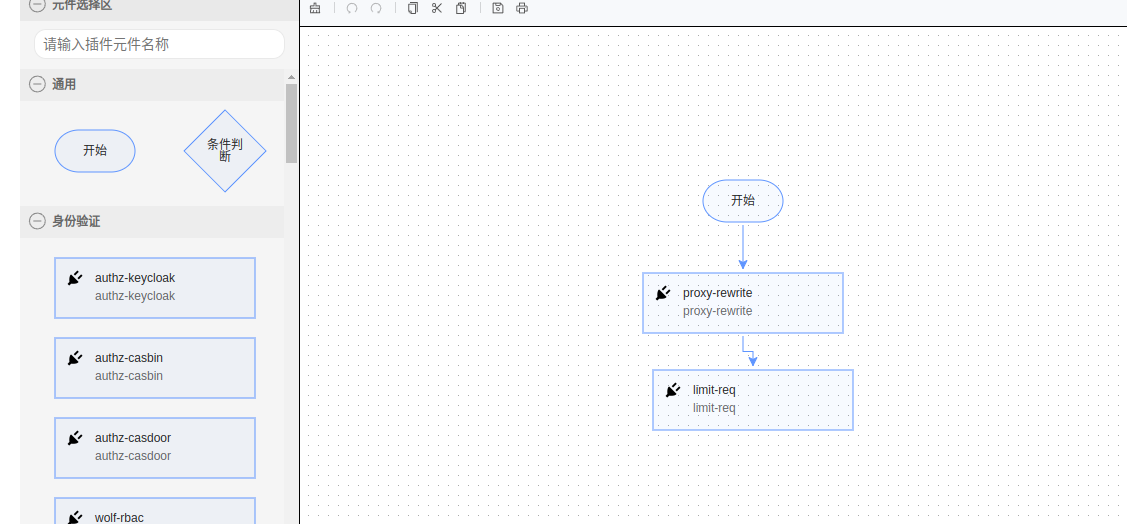 元件选择区
请输入插件元件名称
通用
开始
条件判
断
身份验证
authz-keycloak
authz-keycloak
authz-casbin
authz-casbin
authz-casdoor
authz-casdoor
wolf-rbac
开始
proxy-rewrite
proxy-rewrite
limit-req
limit-req